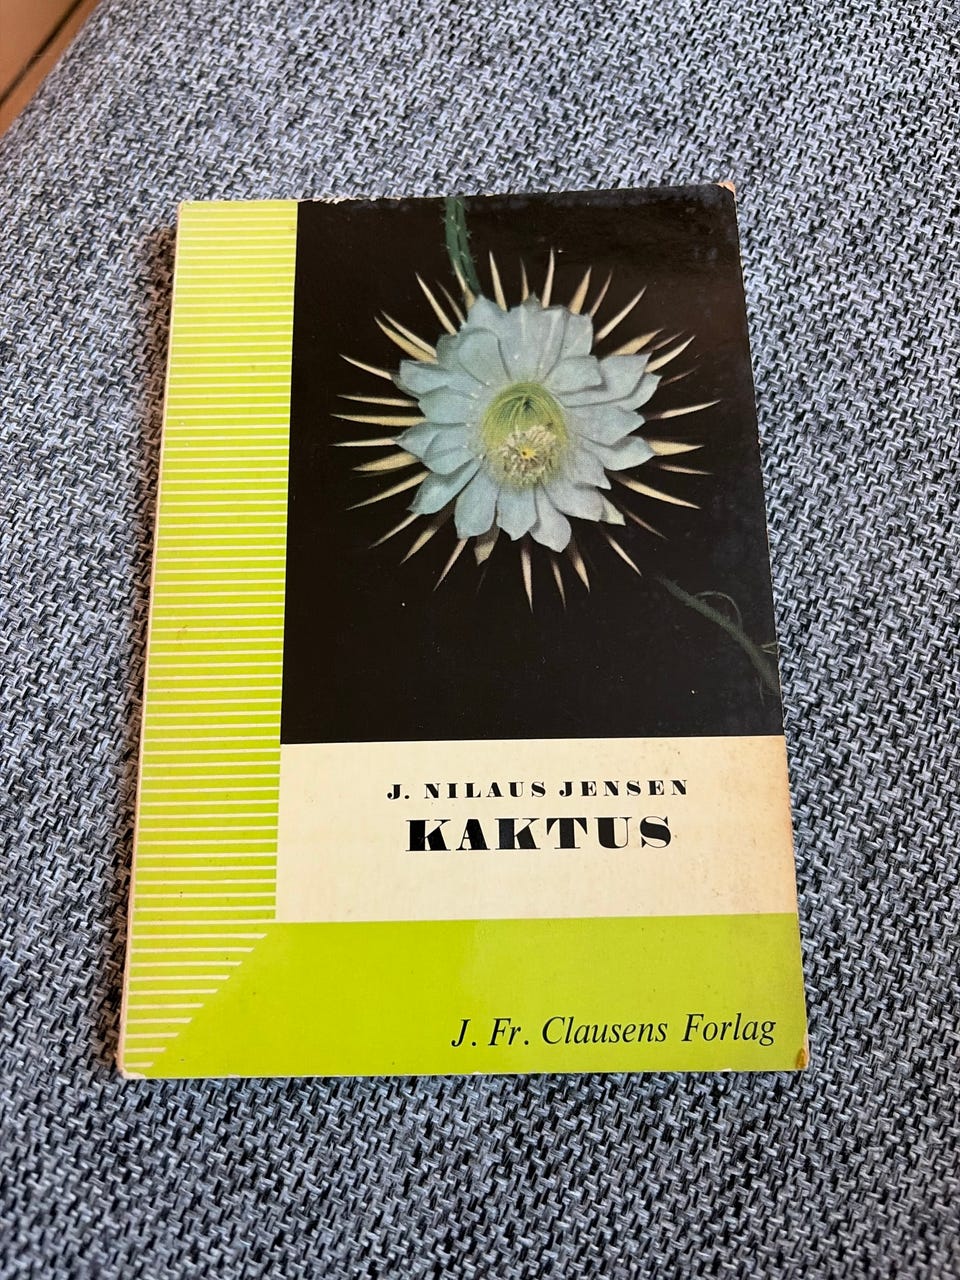 J. NILAUS JENSEN
KAKTUS
J. Fr. Clausens Forlag